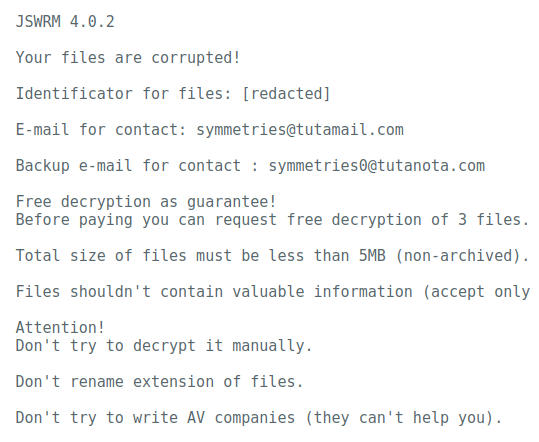 JSWRM 4.0.2
Your files are corrupted!
Identificator for files: [redacted]
E-mail for contact: symmetries@tutamail.com
Backup e-mail for contact : symmetries0@tutanota.com
Free decryption as guarantee!
Before paying you can request free decryption of 3 files.
Total size of files must be less than 5MB (non-archived).
Files shouldn't contain valuable information (accept only
Attention!
Don't try to decrypt it manually.
Don't rename extension of files.
Don't try to write AV companies (they can't help you).